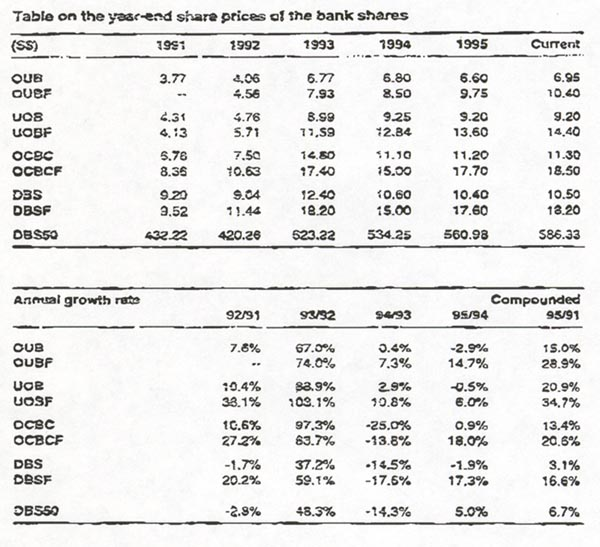 Table on the year-end share prices of the bank shares
(S$) 1991 1992 1993 1994 1995 Current
OUB 3.77 4.06 6.77 6.80 6.60 6.95
OUBF -- 4.56 7.93 8.50 9.75 10.40
UOB 4.31 4.76 8.99 9.25 9.20 9.20
UOBF 4.13 5.71 11.59 12.84 13.60 14.40
OCBC 6.78 7.50 14.80 11.10 11.20 11.30
OCBCF 8.36 10.63 17.40 15.00 17.70 18.50
DBS 9.20 9.04 12.40 10.60 10.40 10.50
DBSF 9.52 11.44 18.20 15.00 17.60 18.20
DBS50 432.22 420.26 623.22 534.25 560.98 586.33
Annual growth rate Compounded
92/91 93/92 94/93 95/94 95/91
OUB 7.6% 67.0% 0.4% -2.9% 15.0%
OUBF -- 74.0% 7.3% 14.7% 28.9%
UOB 10.4% 88.9% 2.9% -0.5% 20.9%
UOBF 38.1% 103.1% 10.8% 6.0% 34.7%
OCBC 10.6% 97.3% -25.0% 0.9% 13.4%
OCBCF 27.2% 63.7% -13.8% 18.0% 20.6%
DBS -1.7% 37.2% -14.5% -1.9% 3.1%
DBSF 20.2% 59.1% -17.6% 17.3% 16.6%
DBS50 -2.8% 48.3% -14.3% 5.0% 6.7%